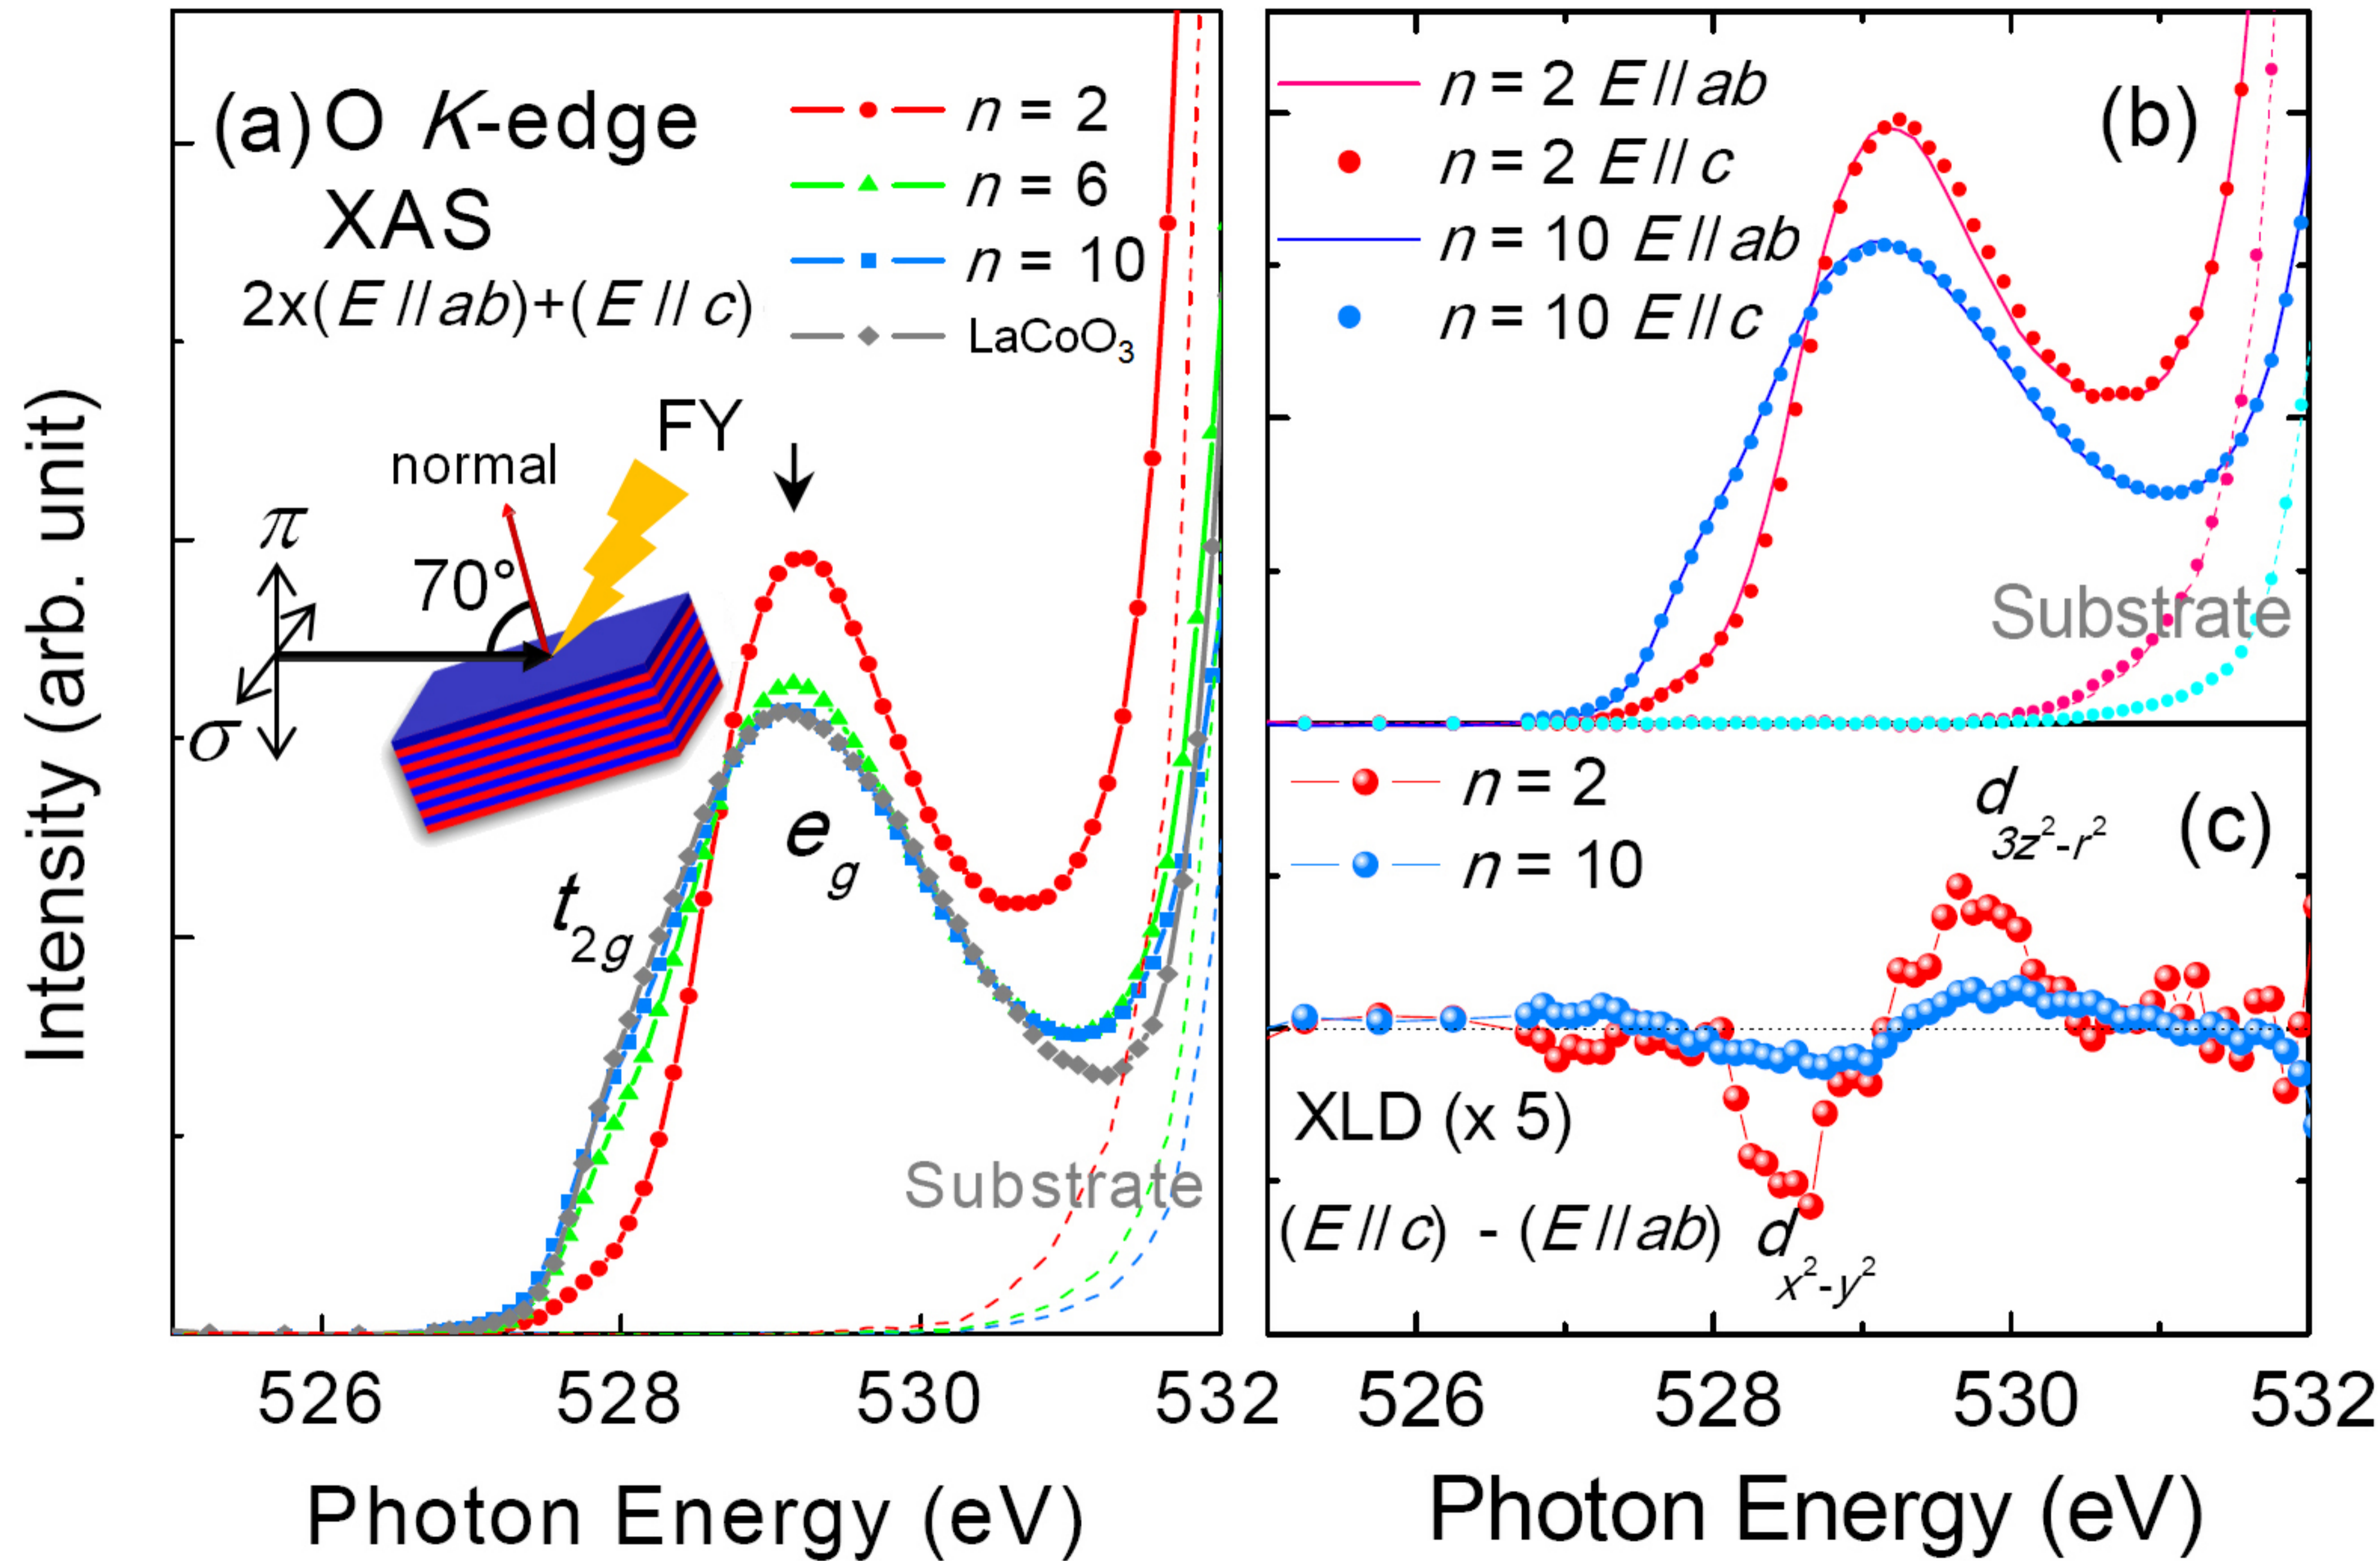 (a) O K-edge
XAS
2x(E // ab)+(E // c)
n = 2
n = 6
n = 10
LaCoO₃
FY
normal
70°
π
σ
t₂g
e_g
Substrate
Intensity (arb. unit)
526 528 530 532
Photon Energy (eV)
n = 2 E // ab
n = 2 E // c
n = 10 E // ab
n = 10 E // c
(b)
Substrate
n = 2
n = 10
d 3z²-r²
(c)
XLD (x 5)
(E // c) - (E // ab)
d x²-y²
526 528 530 532
Photon Energy (eV)